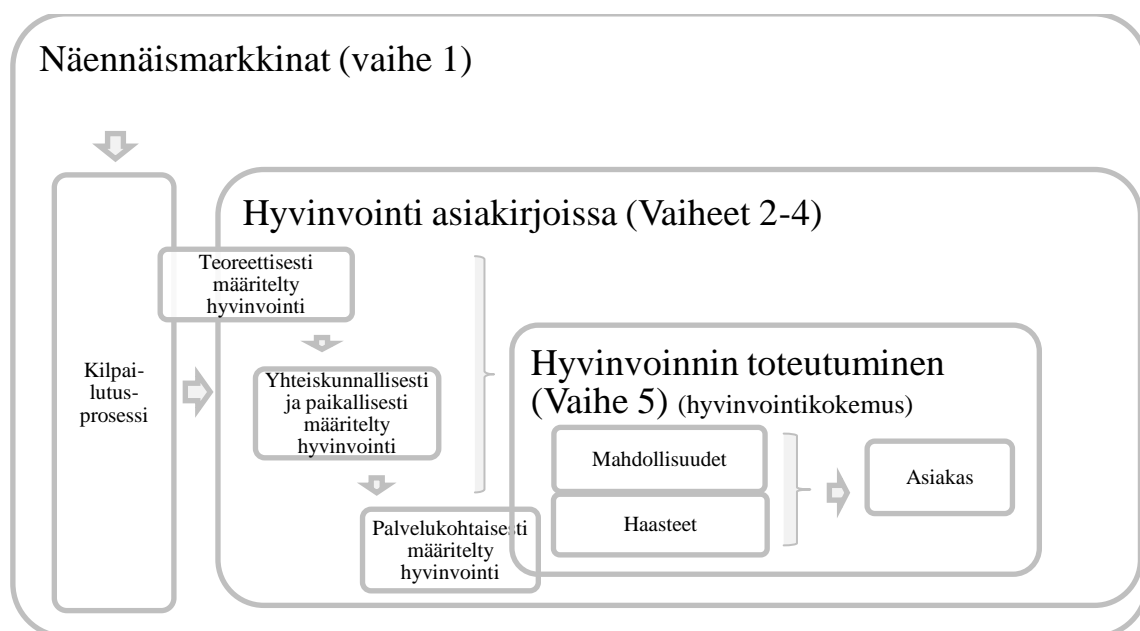 Näennäismarkkinat (vaihe 1)
Hyvinvointi asiakirjoissa (Vaiheet 2-4)
Teoreettisesti
määritelty
hyvinvointi
Kilpai-
lutus-
prosessi
Yhteiskunnallisesti
ja paikallisesti
määritelty
hyvinvointi
Palvelukohtaisesti
määritelty
hyvinvointi
Hyvinvoinnin toteutuminen
(Vaihe 5) (hyvinvointikokemus)
Mahdollisuudet
Haasteet
Asiakas